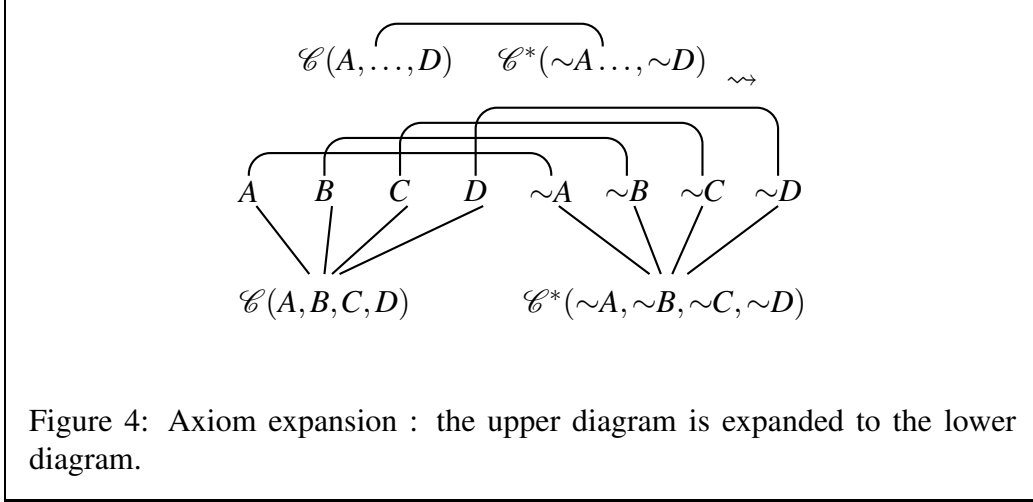 𝒞(A,…,D) 𝒞*(∼A…,∼D) ⇝
A B C D ∼A ∼B ∼C ∼D
𝒞(A,B,C,D) 𝒞*(∼A,∼B,∼C,∼D)
Figure 4: Axiom expansion : the upper diagram is expanded to the lower
diagram.